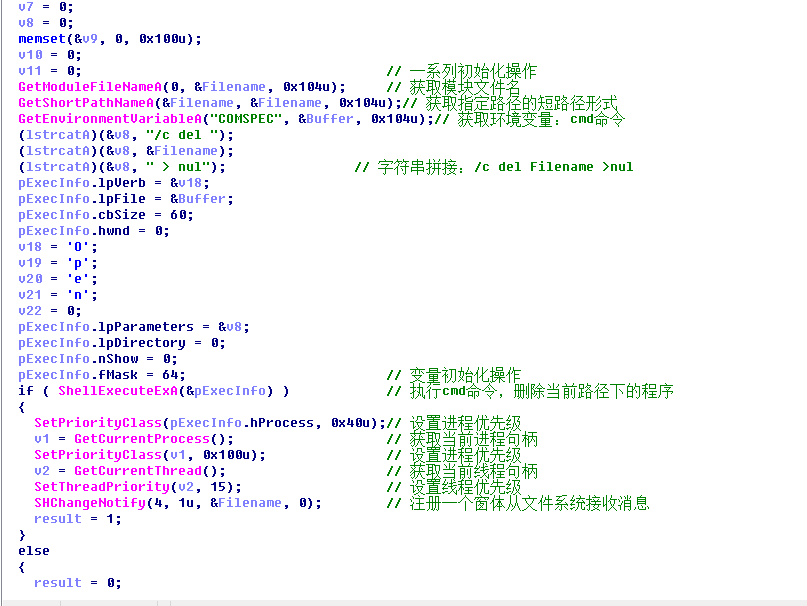 v7 = 0;
v8 = 0;
memset(&v9, 0, 0x100u);
v10 = 0;
v11 = 0; // 一系列初始化操作
GetModuleFileNameA(0, &Filename, 0x104u); // 获取模块文件名
GetShortPathNameA(&Filename, &Filename, 0x104u);// 获取指定路径的短路径形式
GetEnvironmentVariableA("COMSPEC", &Buffer, 0x104u);// 获取环境变量：cmd命令
(lstrcatA)(&v8, "/c del ");
(lstrcatA)(&v8, &Filename);
(lstrcatA)(&v8, " > nul"); // 字符串拼接：/c del Filename >nul
pExecInfo.lpVerb = &v18;
pExecInfo.lpFile = &Buffer;
pExecInfo.cbSize = 60;
pExecInfo.hwnd = 0;
v18 = 'O';
v19 = 'p';
v20 = 'e';
v21 = 'n';
v22 = 0;
pExecInfo.lpParameters = &v8;
pExecInfo.lpDirectory = 0;
pExecInfo.nShow = 0;
pExecInfo.fMask = 64; // 变量初始化操作
if ( ShellExecuteExA(&pExecInfo) ) // 执行cmd命令，删除当前路径下的程序
{
SetPriorityClass(pExecInfo.hProcess, 0x40u);// 设置进程优先级
v1 = GetCurrentProcess(); // 获取当前进程句柄
SetPriorityClass(v1, 0x100u); // 设置进程优先级
v2 = GetCurrentThread(); // 获取当前线程句柄
SetThreadPriority(v2, 15); // 设置线程优先级
SHChangeNotify(4, 1u, &Filename, 0); // 注册一个窗体从文件系统接收消息
result = 1;
}
else
{
result = 0;